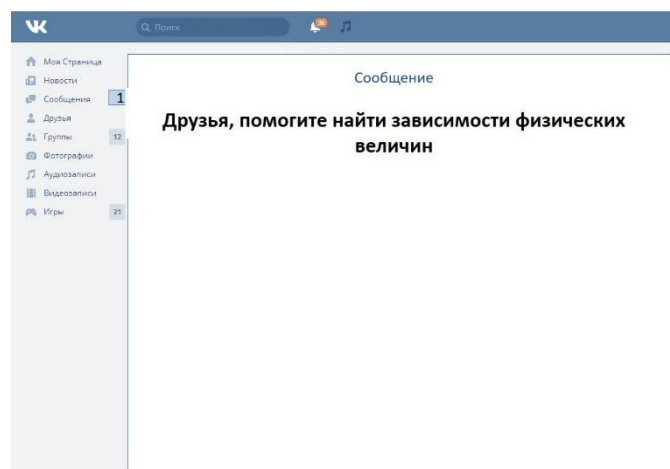 Поиск
Моя Страница
Новости
Сообщения 1
Друзья
Группы 12
Фотографии
Аудиозаписи
Видеозаписи
Игры 21
Сообщение
Друзья, помогите найти зависимости физических
величин